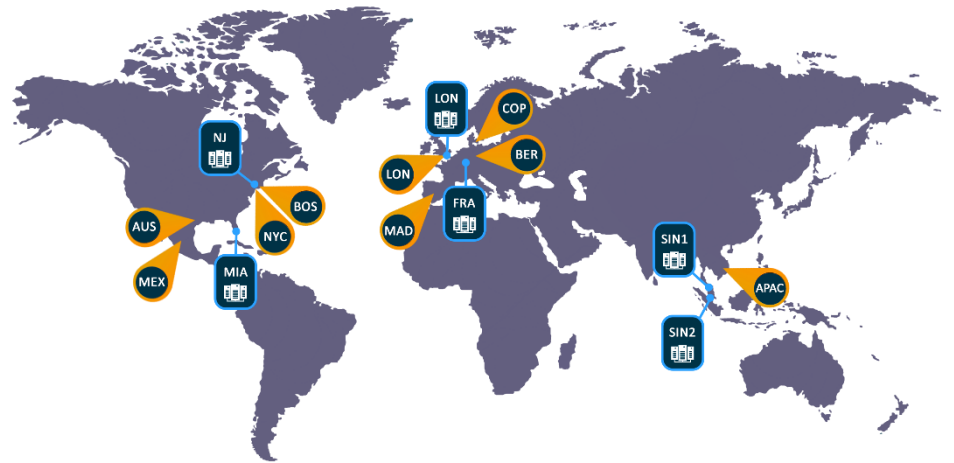 LON
COP
NJ
BER
LON
FRA
BOS
AUS
MAD
NYC
SIN1
MIA
MEX
APAC
SIN2